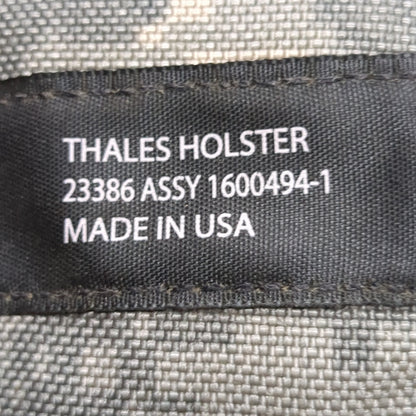 THALES HOLSTER
23386 ASSY 1600494-1
MADE IN USA